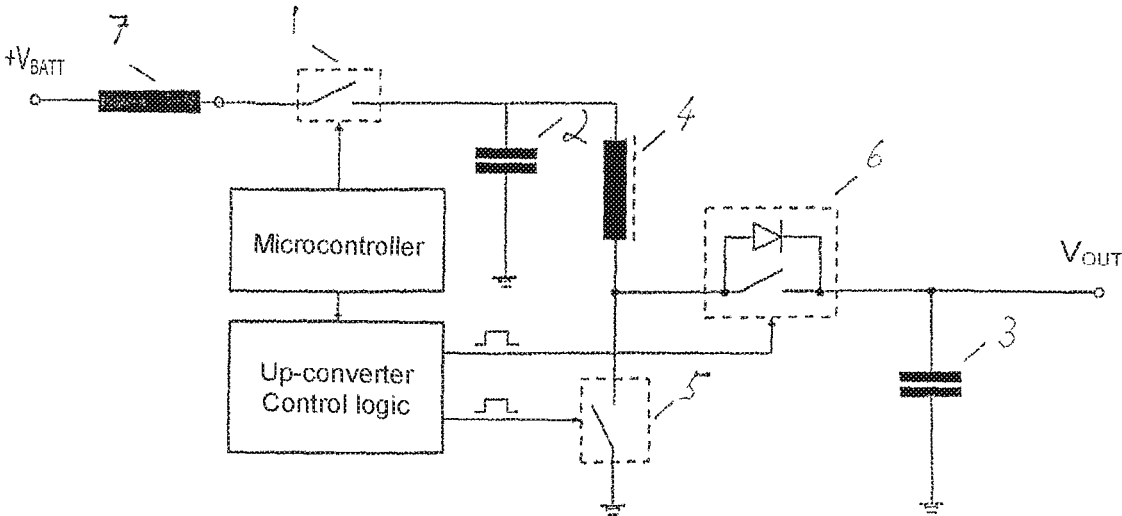 7
1
+VBATT
2
4
6
Microcontroller
VOUT
Up-converter
Control logic
3
5